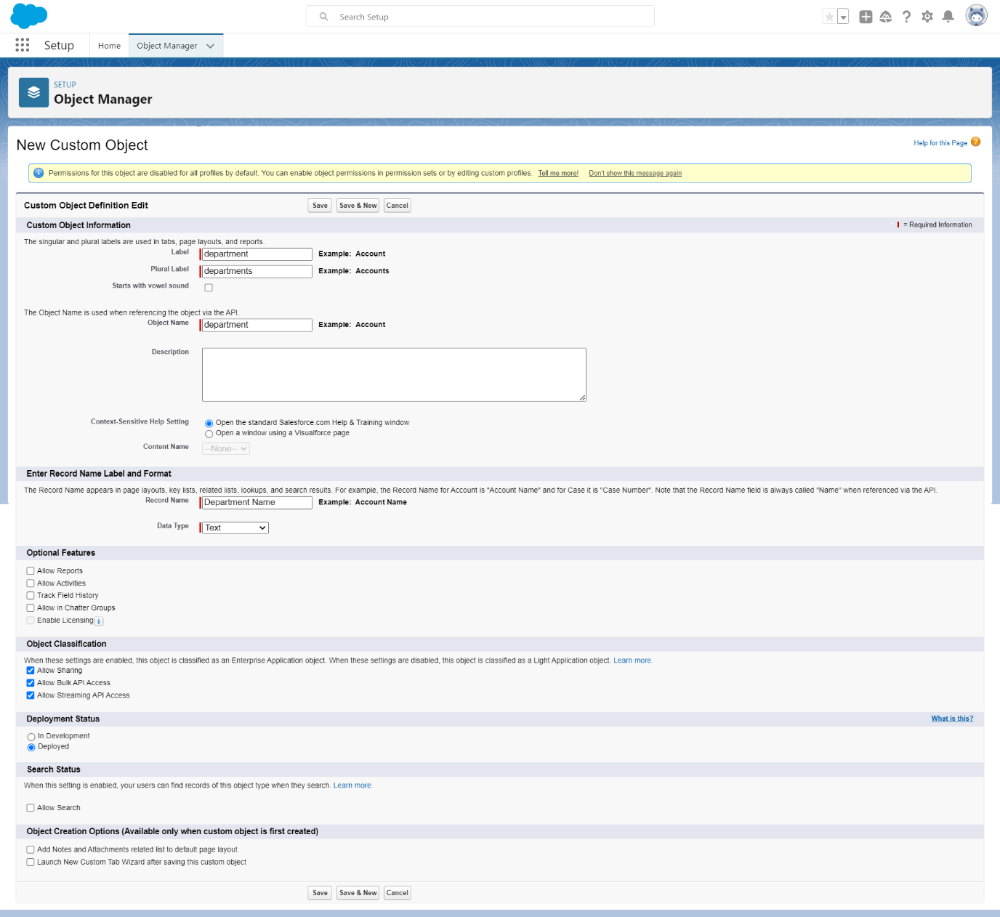 Search Setup
Setup
Home
Object Manager
SETUP
Object Manager
New Custom Object
Help for this Page
Permissions for this object are disabled for all profiles by default. You can enable object permissions in permission sets or by editing custom profiles. Tell me more! Don't show this message again
Custom Object Definition Edit
Save
Save & New
Cancel
Custom Object Information
= Required Information
The singular and plural labels are used in tabs, page layouts, and reports.
Label department Example: Account
Plural Label departments Example: Accounts
Starts with vowel sound
The Object Name is used when referencing the object via the API.
Object Name department Example: Account
Description
Context-Sensitive Help Setting Open the standard Salesforce.com Help & Training window
Open a window using a Visualforce page
Content Name --None--
Enter Record Name Label and Format
The Record Name appears in page layouts, key lists, related lists, lookups, and search results. For example, the Record Name for Account is "Account Name" and for Case it is "Case Number". Note that the Record Name field is always called "Name" when referenced via the API.
Record Name Department Name Example: Account Name
Data Type Text
Optional Features
Allow Reports
Allow Activities
Track Field History
Allow in Chatter Groups
Enable Licensing i
Object Classification
When these settings are enabled, this object is classified as an Enterprise Application object. When these settings are disabled, this object is classified as a Light Application object. Learn more.
Allow Sharing
Allow Bulk API Access
Allow Streaming API Access
Deployment Status
What is this?
In Development
Deployed
Search Status
When this setting is enabled, your users can find records of this object type when they search. Learn more.
Allow Search
Object Creation Options (Available only when custom object is first created)
Add Notes and Attachments related list to default page layout
Launch New Custom Tab Wizard after saving this custom object
Save
Save & New
Cancel